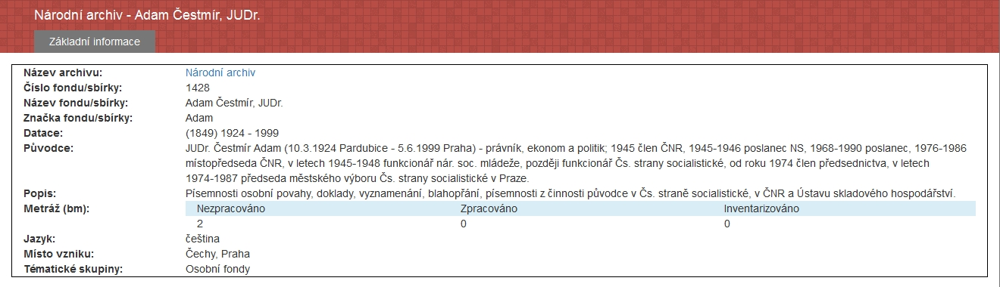 Národní archiv - Adam Čestmír, JUDr.
Základní informace
Název archivu: Národní archiv
Číslo fondu/sbírky: 1428
Název fondu/sbírky: Adam Čestmír, JUDr.
Značka fondu/sbírky: Adam
Datace: (1849) 1924 - 1999
Původce: JUDr. Čestmír Adam (10.3.1924 Pardubice - 5.6.1999 Praha) - právník, ekonom a politik; 1945 člen ČNR, 1945-1946 poslanec NS, 1968-1990 poslanec, 1976-1986
místopředseda ČNR, v letech 1945-1948 funkcionář nár. soc. mládeže, později funkcionář Čs. strany socialistické, od roku 1974 člen předsednictva, v letech
1974-1987 předseda městského výboru Čs. strany socialistické v Praze.
Popis: Písemnosti osobní povahy, doklady, vyznamenání, blahopřání, písemnosti z činnosti původce v Čs. straně socialistické, v ČNR a Ústavu skladového hospodářství.
Metráž (bm): Nezpracováno Zpracováno Inventarizováno
2 0 0
Jazyk: čeština
Místo vzniku: Čechy, Praha
Tématické skupiny: Osobní fondy